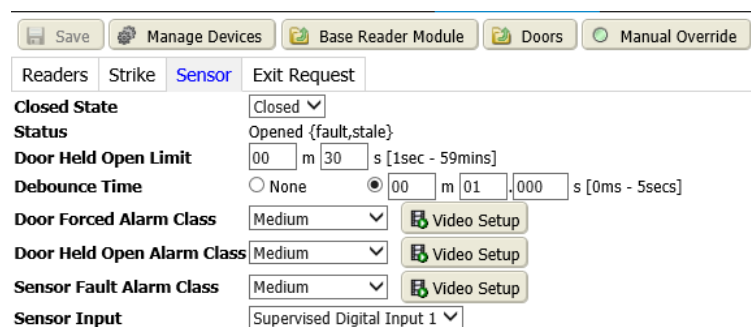 Save Manage Devices Base Reader Module Doors Manual Override
Readers Strike Sensor Exit Request
Closed State Closed
Status Opened {fault,stale}
Door Held Open Limit 00 m 30 s [1sec - 59mins]
Debounce Time None 00 m 01 .000 s [0ms - 5secs]
Door Forced Alarm Class Medium Video Setup
Door Held Open Alarm Class Medium Video Setup
Sensor Fault Alarm Class Medium Video Setup
Sensor Input Supervised Digital Input 1